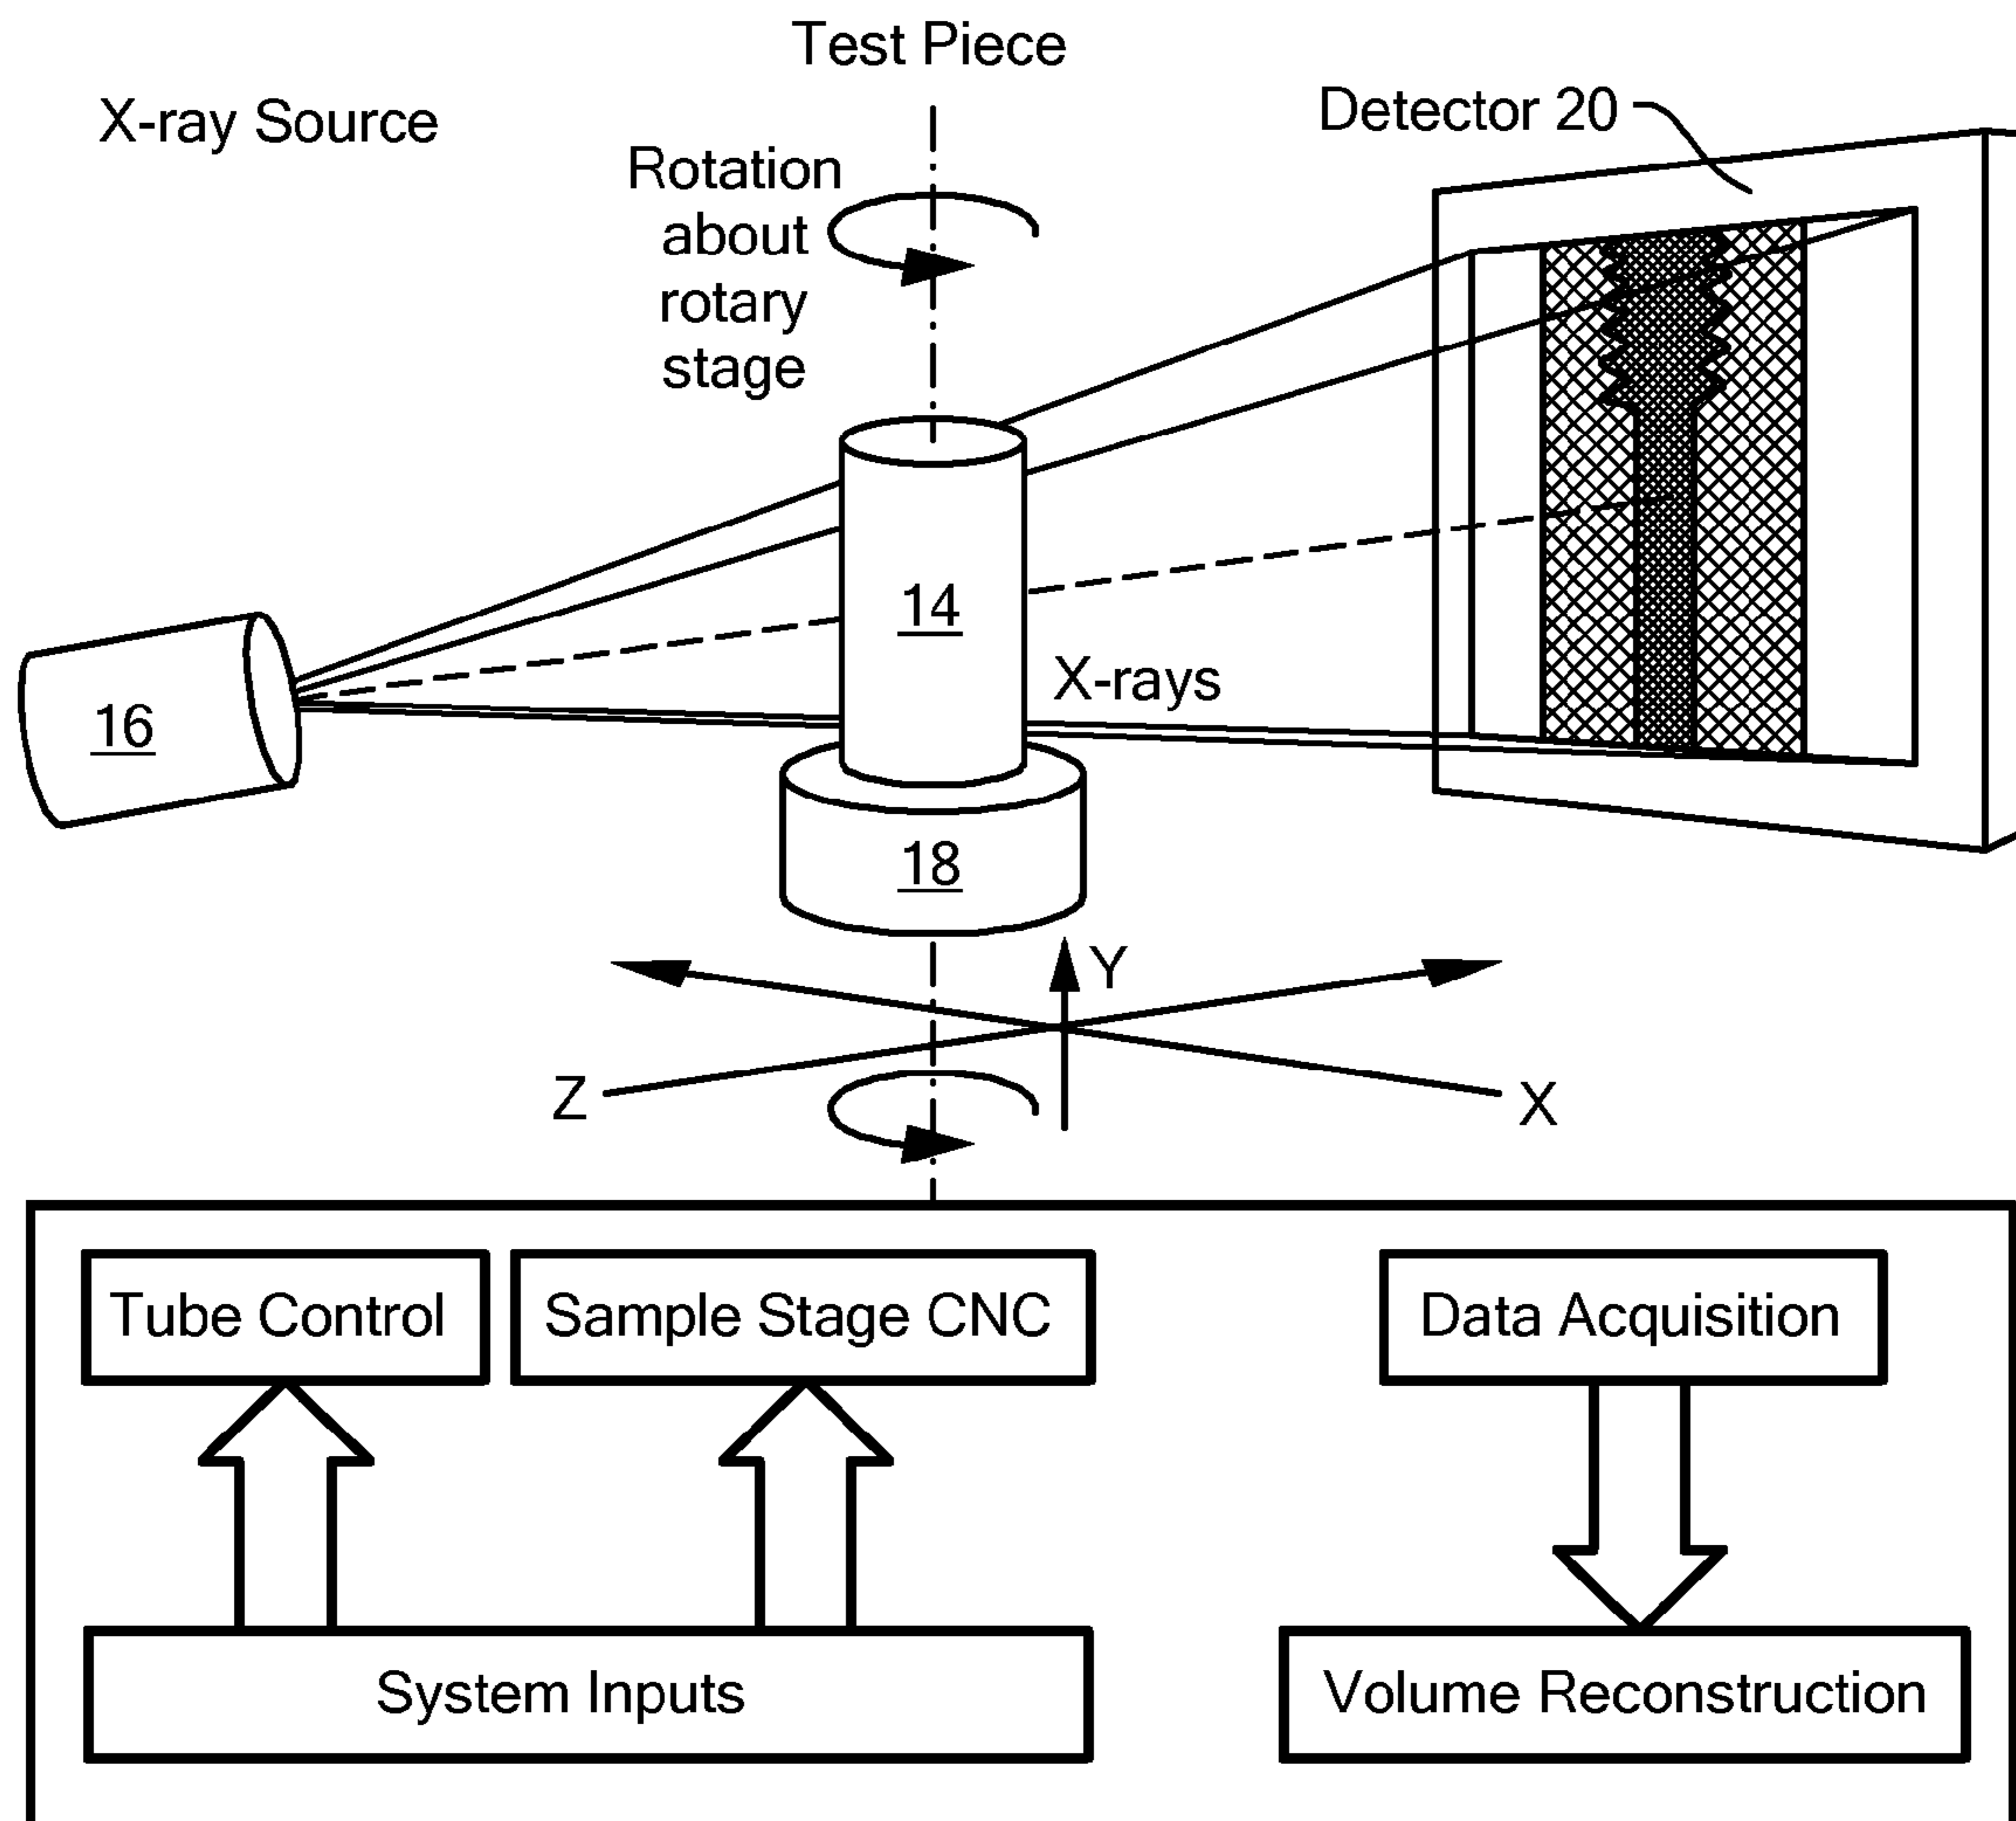 Test Piece
X-ray Source
Detector 20
Rotation
about
rotary
stage
14
X-rays
16
18
Y
Z
X
Tube Control
Sample Stage CNC
Data Acquisition
System Inputs
Volume Reconstruction